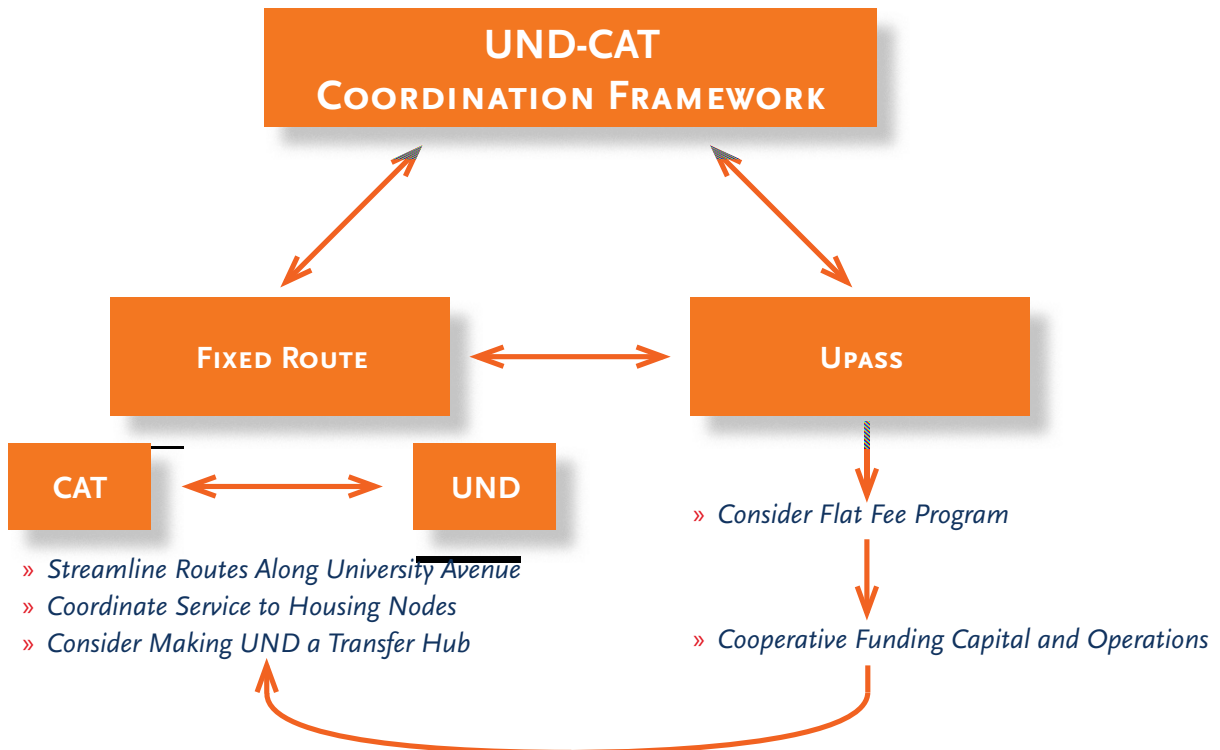 UND-CAT
Coordination Framework
Fixed Route
Upass
CAT
UND
» Streamline Routes Along University Avenue
» Coordinate Service to Housing Nodes
» Consider Making UND a Transfer Hub
» Consider Flat Fee Program
» Cooperative Funding Capital and Operations